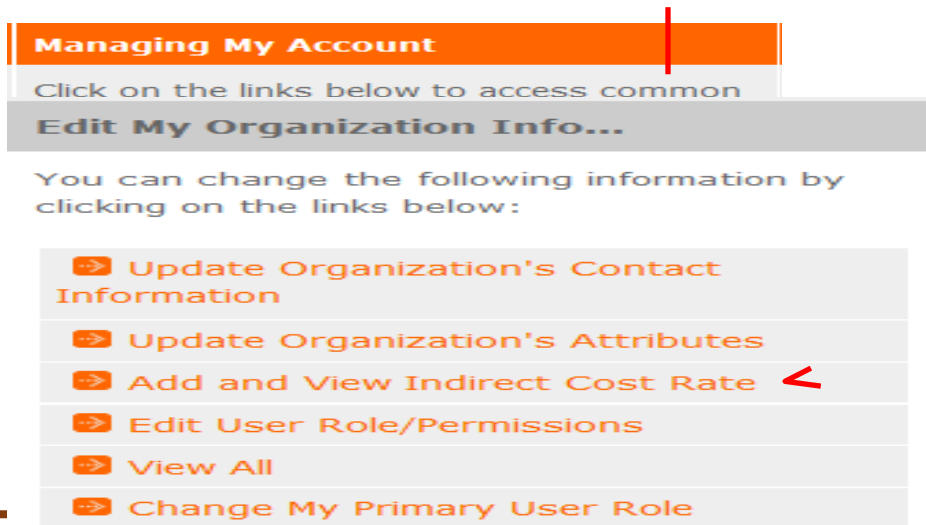 Managing My Account
Click on the links below to access common
Edit My Organization Info...
You can change the following information by
clicking on the links below:
Update Organization's Contact
Information
Update Organization's Attributes
Add and View Indirect Cost Rate
Edit User Role/Permissions
View All
Change My Primary User Role